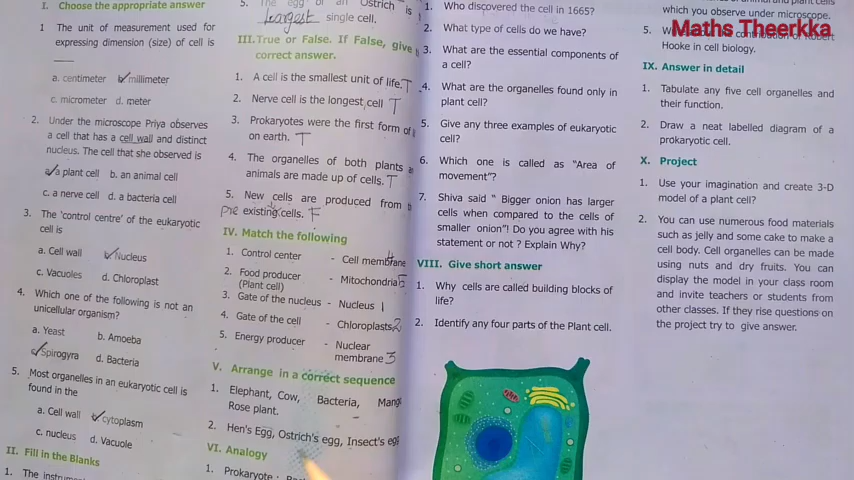 I. Choose the appropriate answer
1 The unit of measurement used for
expressing dimension (size) of cell is
a. centimeter b. millimeter
c. micrometer d. meter
2. Under the microscope Priya observes
a cell that has a cell wall and distinct
nucleus. The cell that she observed is
a. a plant cell b. an animal cell
c. a nerve cell d. a bacteria cell
3. The 'control centre' of the eukaryotic
cell is
a. Cell wall b. Nucleus
c. Vacuoles d. Chloroplast
4. Which one of the following is not an
unicellular organism?
a. Yeast b. Amoeba
c. Spirogyra d. Bacteria
5. Most organelles in an eukaryotic cell is
found in the
a. Cell wall b. cytoplasm
c. nucleus d. Vacuole
II. Fill in the Blanks
1. The
5. The egg of an Ostrich is
Largest single cell.
III. True or False. If False, give
correct answer.
1. A cell is the smallest unit of life. T
2. Nerve cell is the longest cell T
3. Prokaryotes were the first form of
on earth. T
4. The organelles of both plants
animals are made up of cells. T
5. New cells are produced from
pre existing cells. F
IV. Match the following
1. Control center - Cell membrane 4
2. Food producer - Mitochondria 5
(Plant cell)
3. Gate of the nucleus - Nucleus 1
4. Gate of the cell - Chloroplasts 2
5. Energy producer - Nuclear
membrane 3
V. Arrange in a correct sequence
1. Elephant, Cow, Bacteria,
Rose plant.
2. Hen's Egg, Ostrich's egg, Insect's
VI. Analogy
1. Prokaryote :
1. Who discovered the cell in 1665?
2. What type of cells do we have?
3. What are the essential components of
a cell?
4. What are the organelles found only in
plant cell?
5. Give any three examples of eukaryotic
cell?
6. Which one is called as "Area of
movement"?
7. Shiva said " Bigger onion has larger
cells when compared to the cells of
smaller onion"! Do you agree with his
statement or not ? Explain Why?
VIII. Give short answer
1. Why cells are called building blocks of
life?
2. Identify any four parts of the Plant cell.
which you observe under microscope.
Maths Theerkka
5. Robert
Hooke in cell biology.
IX. Answer in detail
1. Tabulate any five cell organelles and
their function.
2. Draw a neat labelled diagram of a
prokaryotic cell.
X. Project
1. Use your imagination and create 3-D
model of a plant cell?
2. You can use numerous food materials
such as jelly and some cake to make a
cell body. Cell organelles can be made
using nuts and dry fruits. You can
display the model in your class room
and invite teachers or students from
other classes. If they rise questions on
the project try to give answer.